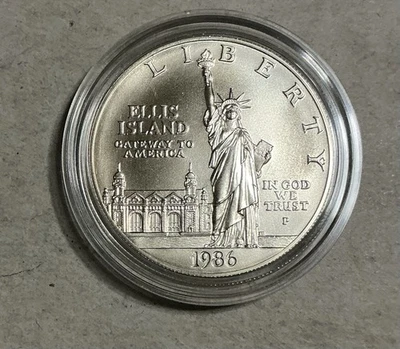 LIBERTY
ELLIS
ISLAND
GATEWAY TO
AMERICA
IN GOD
WE
TRUST
P
1986